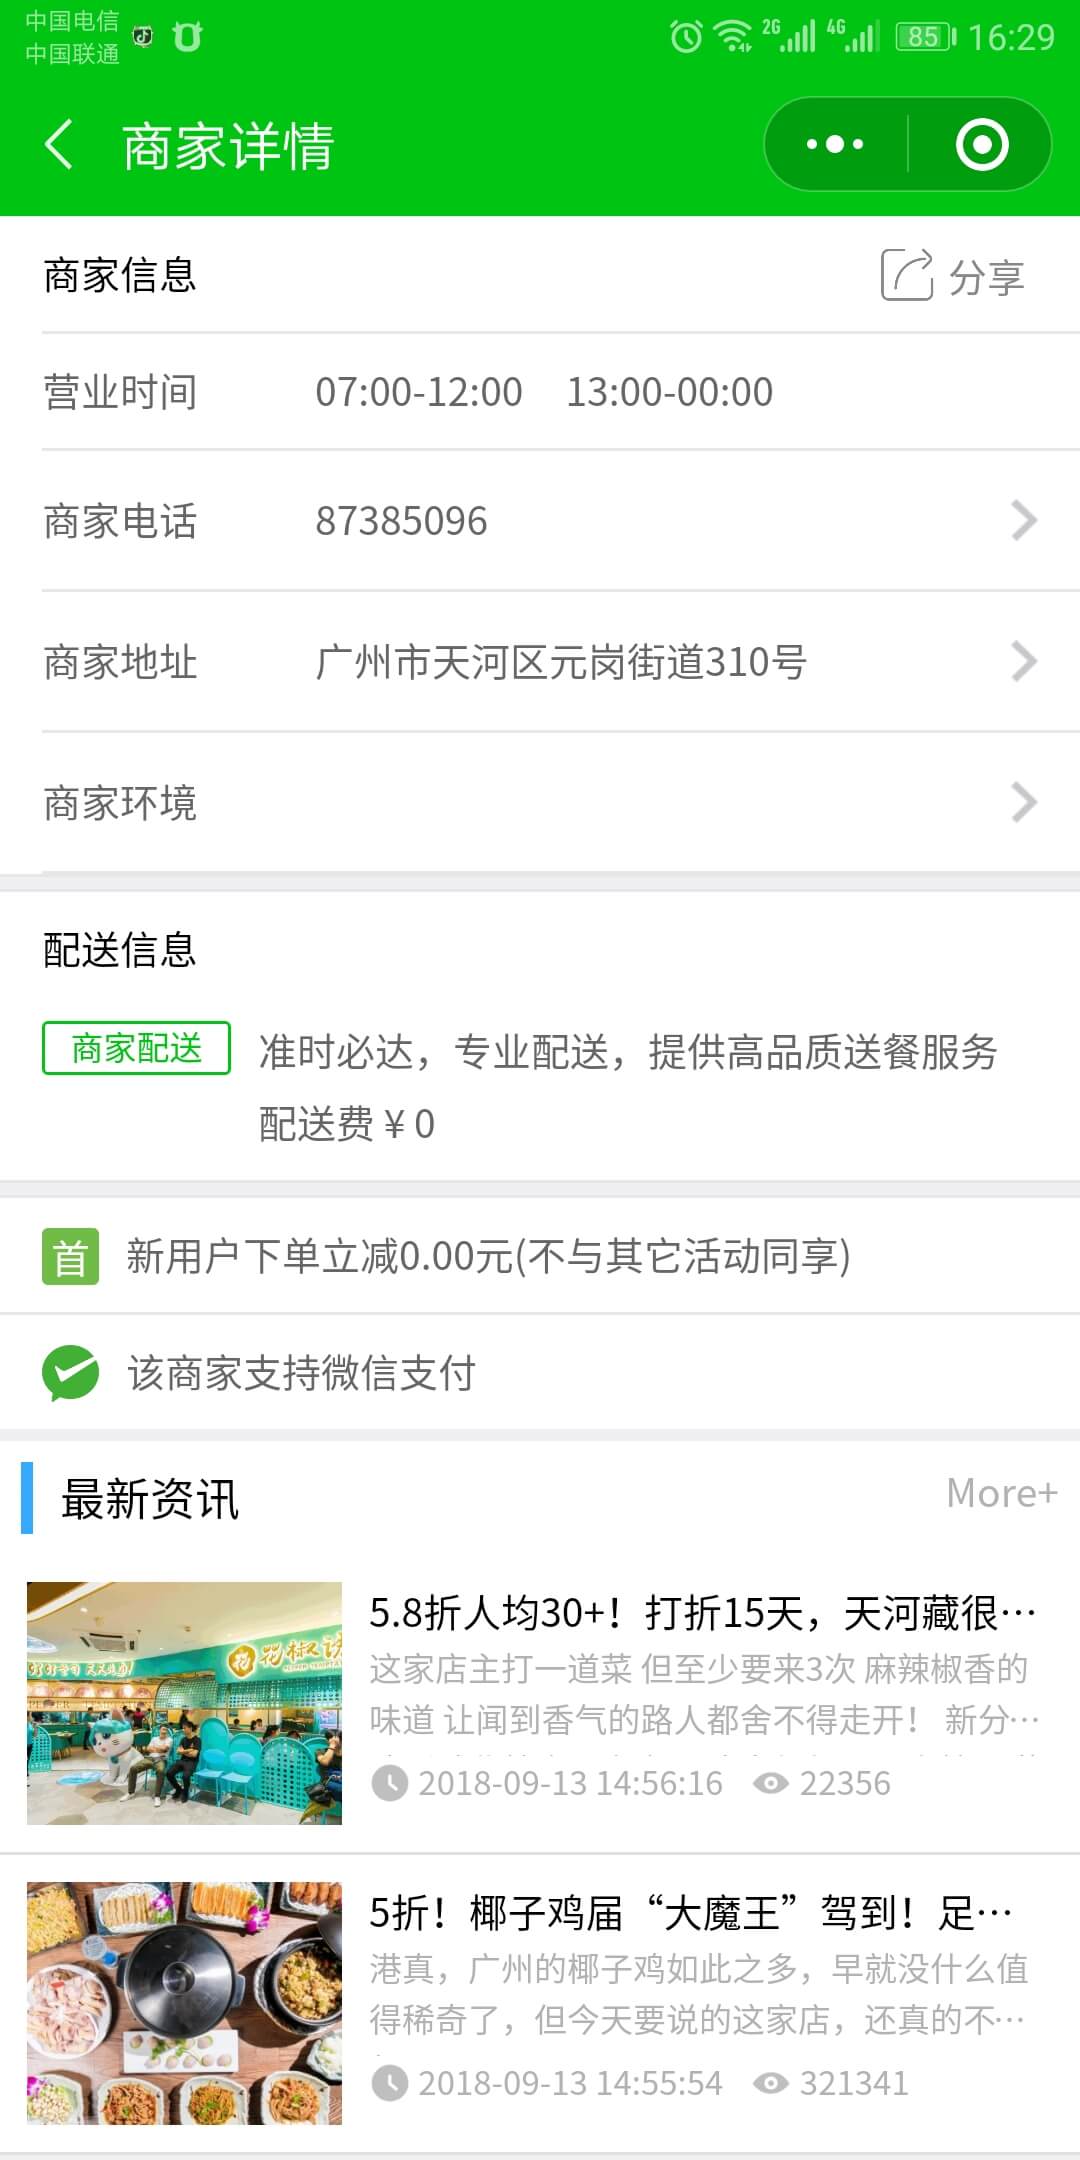 中国电信
中国联通
2G
4G
85
16:29
商家详情
商家信息
分享
营业时间 07:00-12:00 13:00-00:00
商家电话 87385096
商家地址 广州市天河区元岗街道310号
商家环境
配送信息
商家配送 准时必达，专业配送，提供高品质送餐服务
配送费 ¥ 0
首 新用户下单立减0.00元(不与其它活动同享)
该商家支持微信支付
最新资讯
More+
5.8折人均30+！打折15天，天河藏很…
这家店主打一道菜 但至少要来3次 麻辣椒香的
味道 让闻到香气的路人都舍不得走开！ 新分…
2018-09-13 14:56:16 22356
5折！椰子鸡届“大魔王”驾到！足…
港真，广州的椰子鸡如此之多，早就没什么值
得稀奇了，但今天要说的这家店，还真的不…
2018-09-13 14:55:54 321341